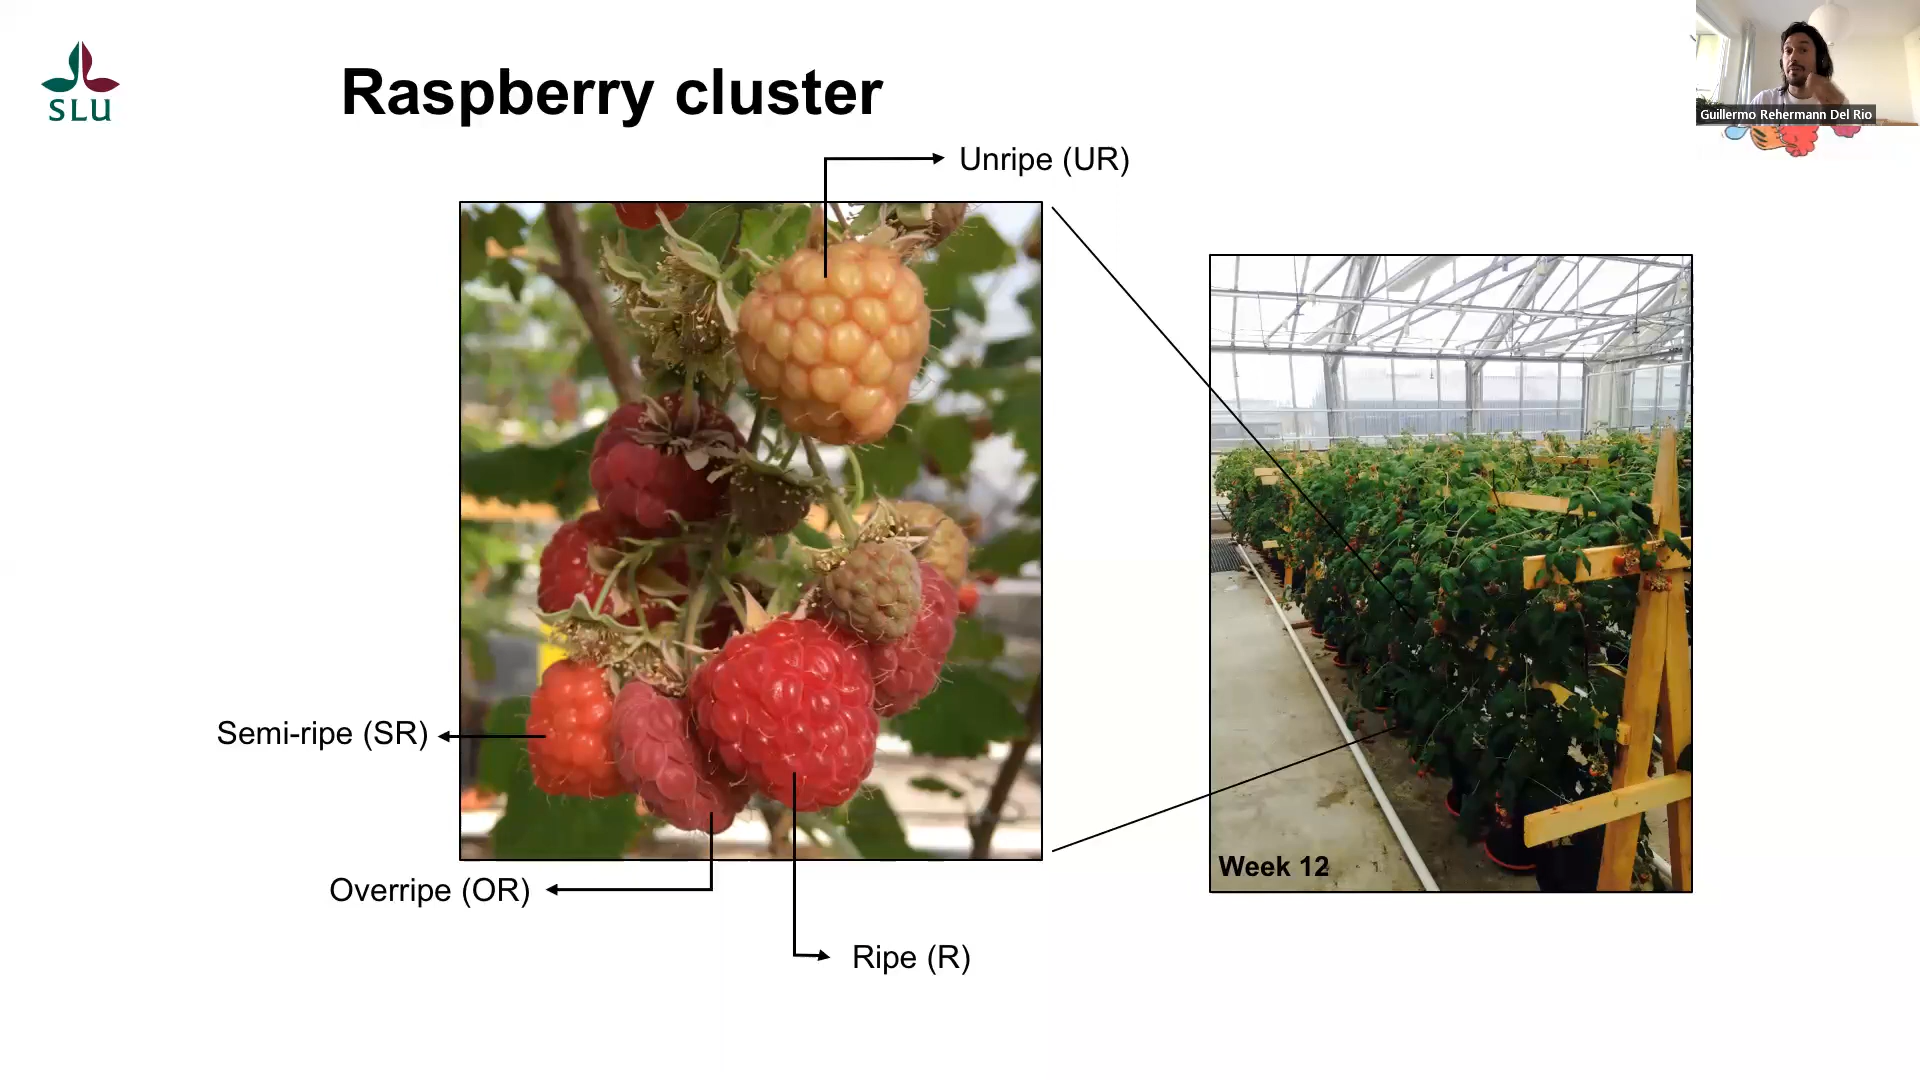 SLU
Raspberry cluster
Guillermo Rehermann Del Rio
Unripe (UR)
Semi-ripe (SR)
Overripe (OR)
Ripe (R)
Week 12